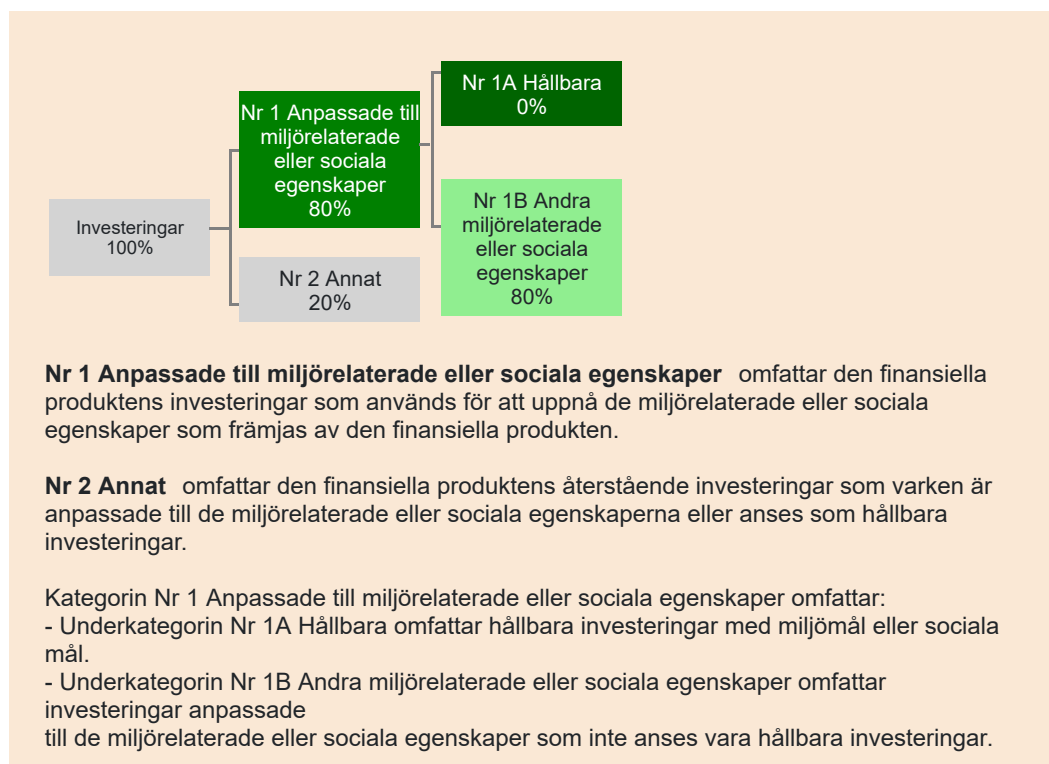 Investeringar
100%
Nr 1 Anpassade till
miljörelaterade
eller sociala
egenskaper
80%
Nr 2 Annat
20%
Nr 1A Hållbara
0%
Nr 1B Andra
miljörelaterade
eller sociala
egenskaper
80%
Nr 1 Anpassade till miljörelaterade eller sociala egenskaper omfattar den finansiella
produktens investeringar som används för att uppnå de miljörelaterade eller sociala
egenskaper som främjas av den finansiella produkten.
Nr 2 Annat omfattar den finansiella produktens återstående investeringar som varken är
anpassade till de miljörelaterade eller sociala egenskaperna eller anses som hållbara
investeringar.
Kategorin Nr 1 Anpassade till miljörelaterade eller sociala egenskaper omfattar:
- Underkategorin Nr 1A Hållbara omfattar hållbara investeringar med miljömål eller sociala
mål.
- Underkategorin Nr 1B Andra miljörelaterade eller sociala egenskaper omfattar
investeringar anpassade
till de miljörelaterade eller sociala egenskaper som inte anses vara hållbara investeringar.